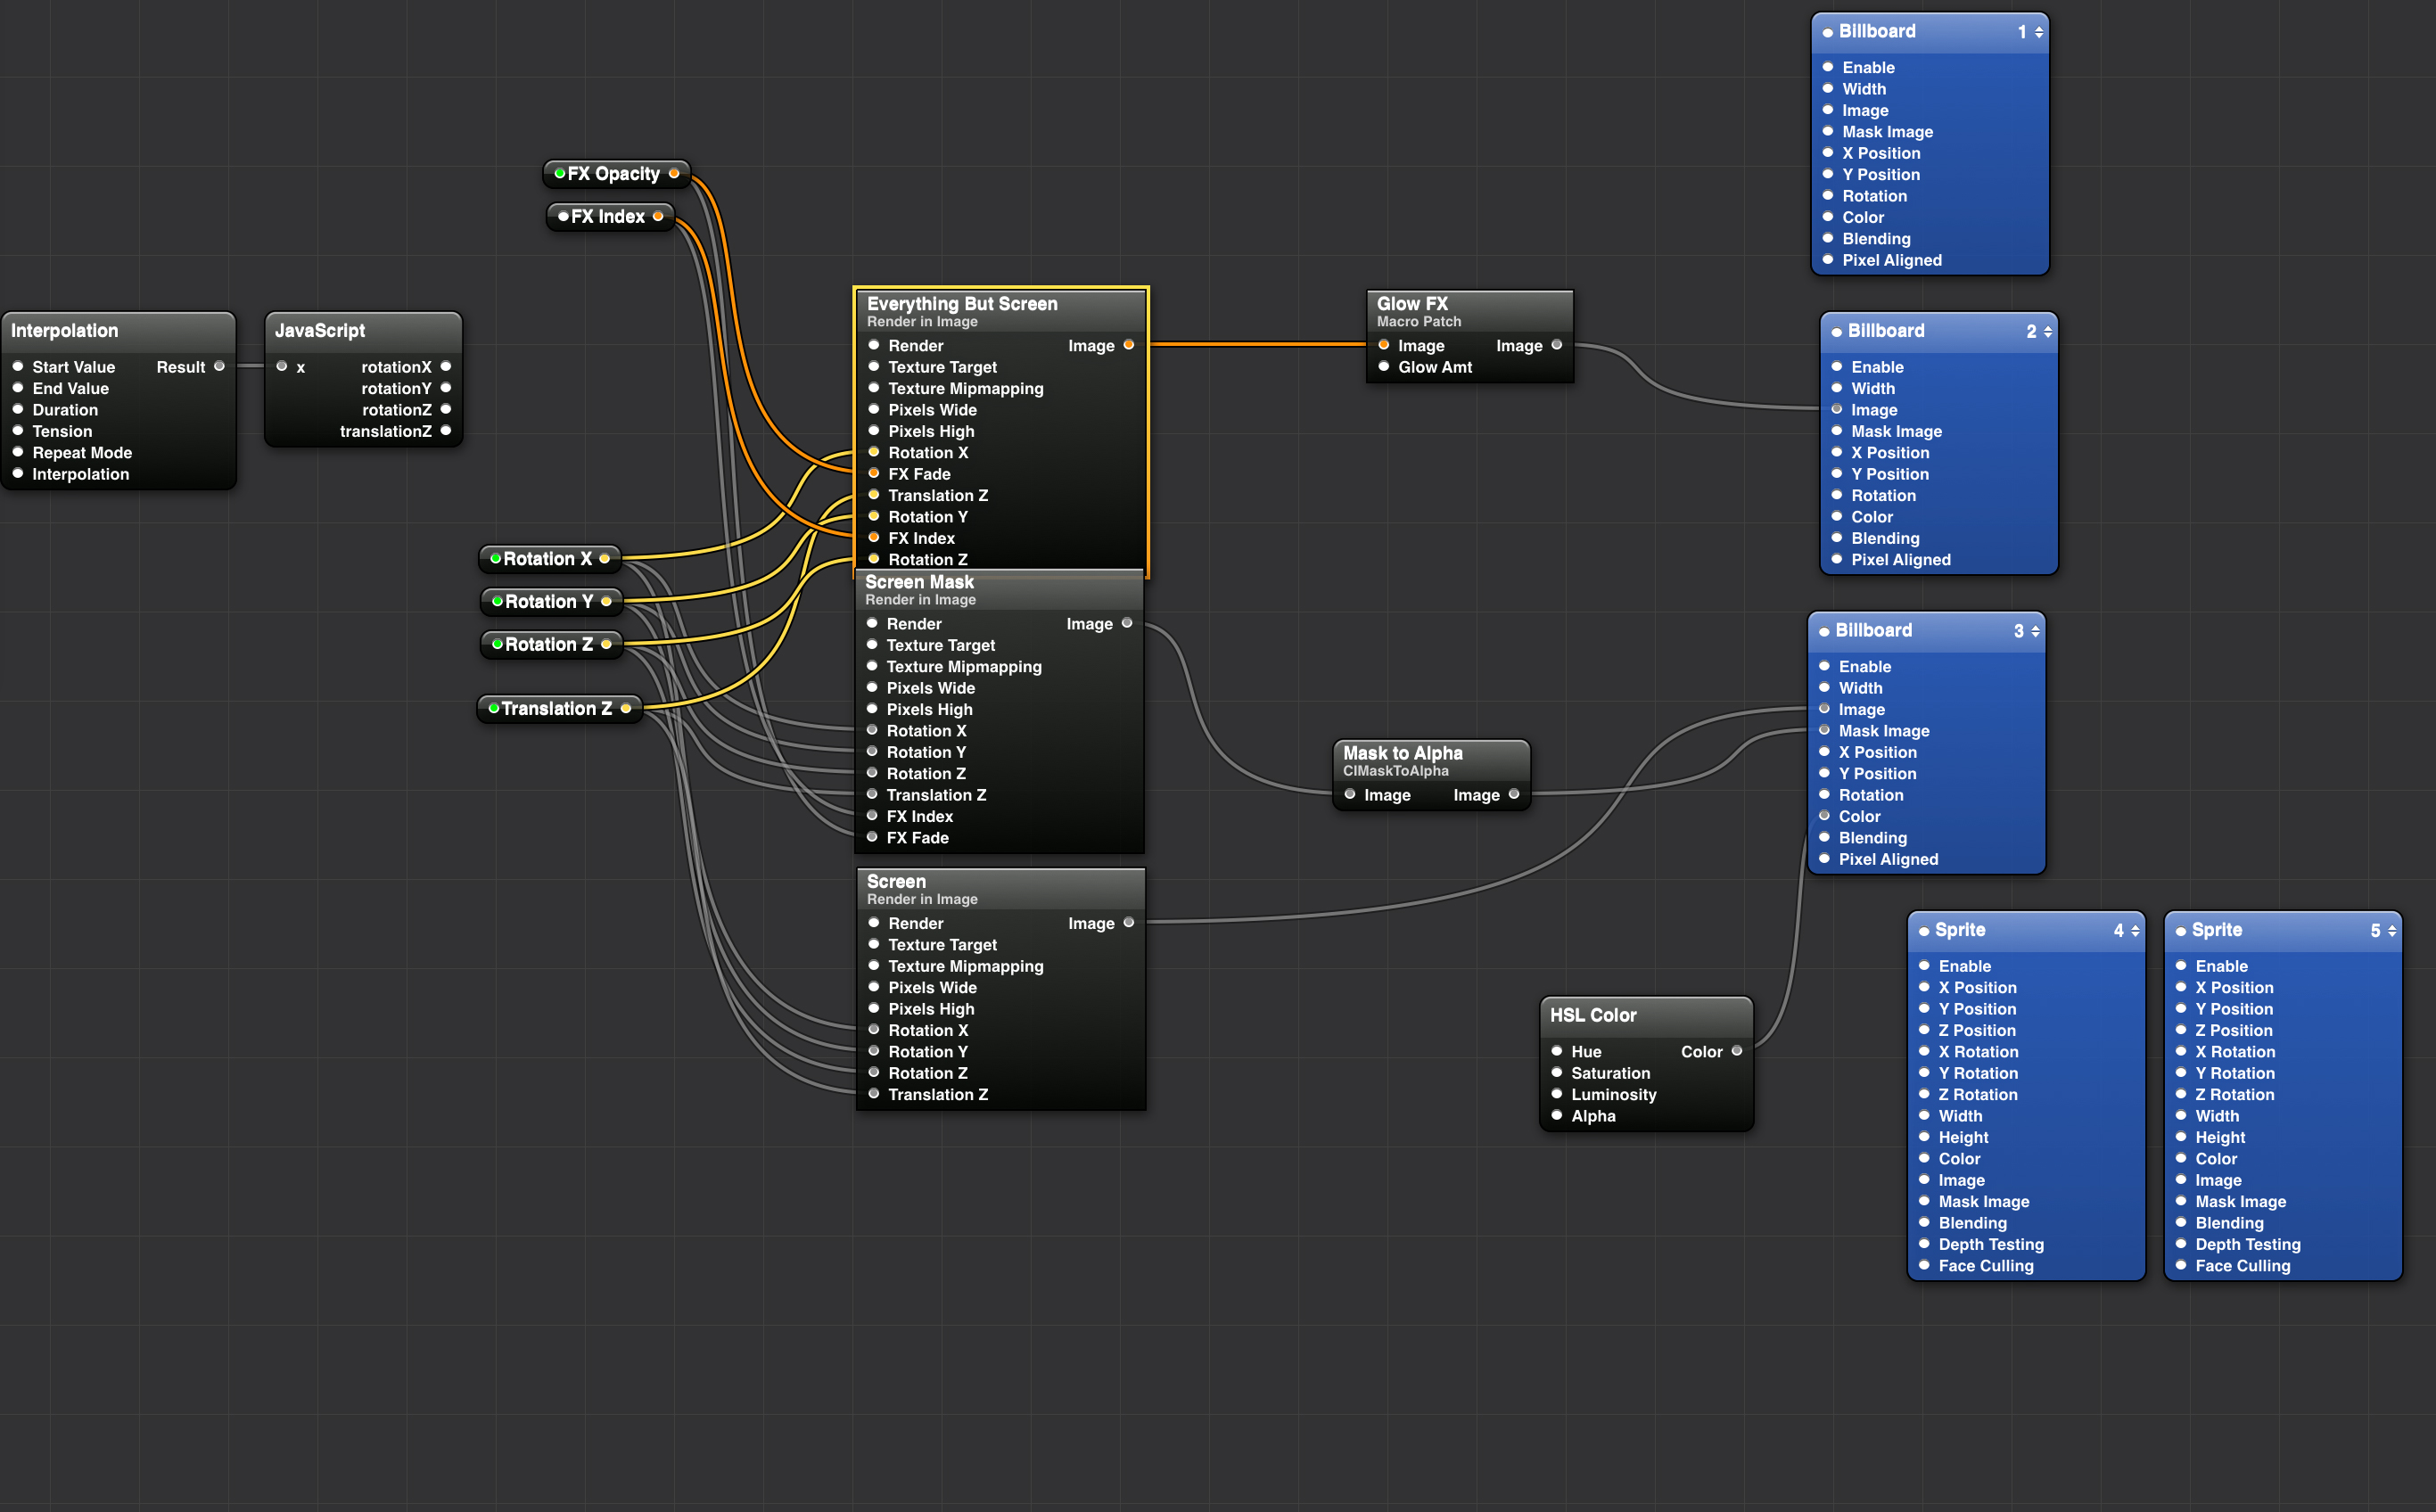 Billboard 1
Enable
Width
Image
Mask Image
X Position
Y Position
Rotation
Color
Blending
Pixel Aligned
FX Opacity
FX Index
Interpolation
Start Value Result
End Value
Duration
Tension
Repeat Mode
Interpolation
JavaScript
x rotationX
rotationY
rotationZ
translationZ
Rotation X
Rotation Y
Rotation Z
Translation Z
Everything But Screen
Render in Image
Render Image
Texture Target
Texture Mipmapping
Pixels Wide
Pixels High
Rotation X
FX Fade
Translation Z
Rotation Y
FX Index
Rotation Z
Screen Mask
Render in Image
Render Image
Texture Target
Texture Mipmapping
Pixels Wide
Pixels High
Rotation X
Rotation Y
Rotation Z
Translation Z
FX Index
FX Fade
Screen
Render in Image
Render Image
Texture Target
Texture Mipmapping
Pixels Wide
Pixels High
Rotation X
Rotation Y
Rotation Z
Translation Z
Glow FX
Macro Patch
Image Image
Glow Amt
Mask to Alpha
CIMaskToAlpha
Image Image
HSL Color
Hue Color
Saturation
Luminosity
Alpha
Billboard 2
Enable
Width
Image
Mask Image
X Position
Y Position
Rotation
Color
Blending
Pixel Aligned
Billboard 3
Enable
Width
Image
Mask Image
X Position
Y Position
Rotation
Color
Blending
Pixel Aligned
Sprite 4
Enable
X Position
Y Position
Z Position
X Rotation
Y Rotation
Z Rotation
Width
Height
Color
Image
Mask Image
Blending
Depth Testing
Face Culling
Sprite 5
Enable
X Position
Y Position
Z Position
X Rotation
Y Rotation
Z Rotation
Width
Height
Color
Image
Mask Image
Blending
Depth Testing
Face Culling